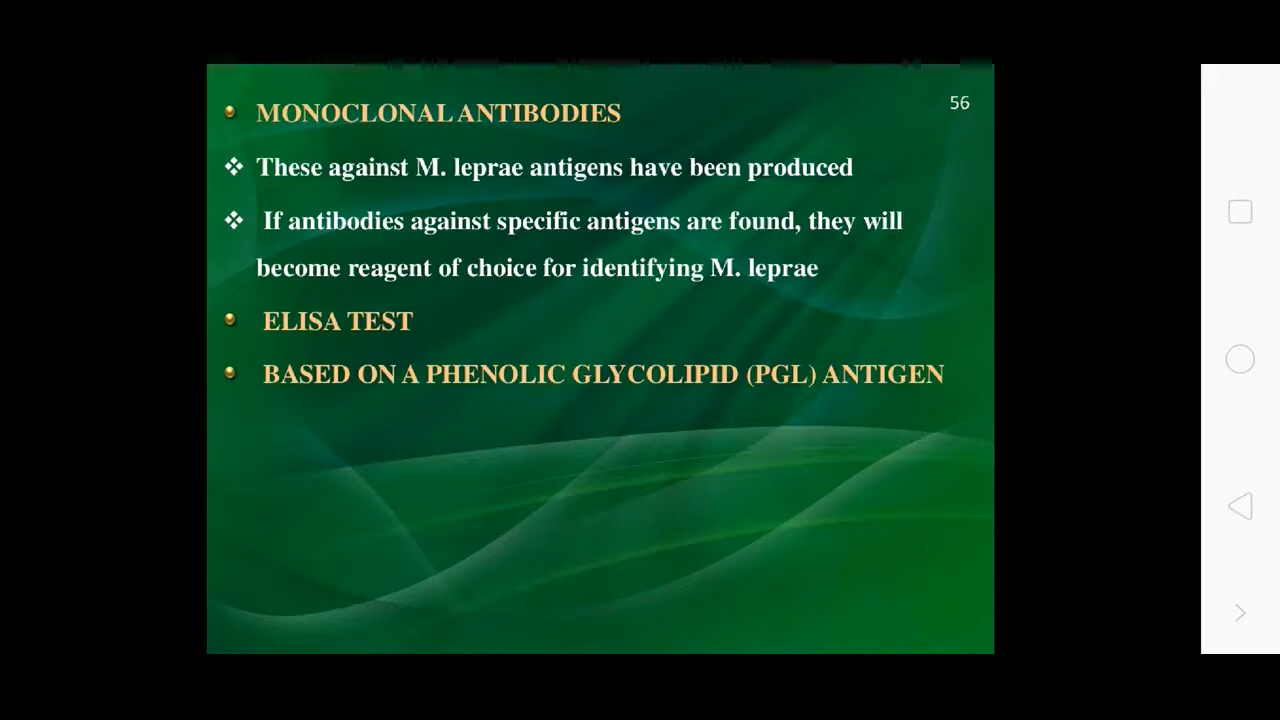 56
• MONOCLONAL ANTIBODIES
❖ These against M. leprae antigens have been produced
❖ If antibodies against specific antigens are found, they will
become reagent of choice for identifying M. leprae
• ELISA TEST
• BASED ON A PHENOLIC GLYCOLIPID (PGL) ANTIGEN